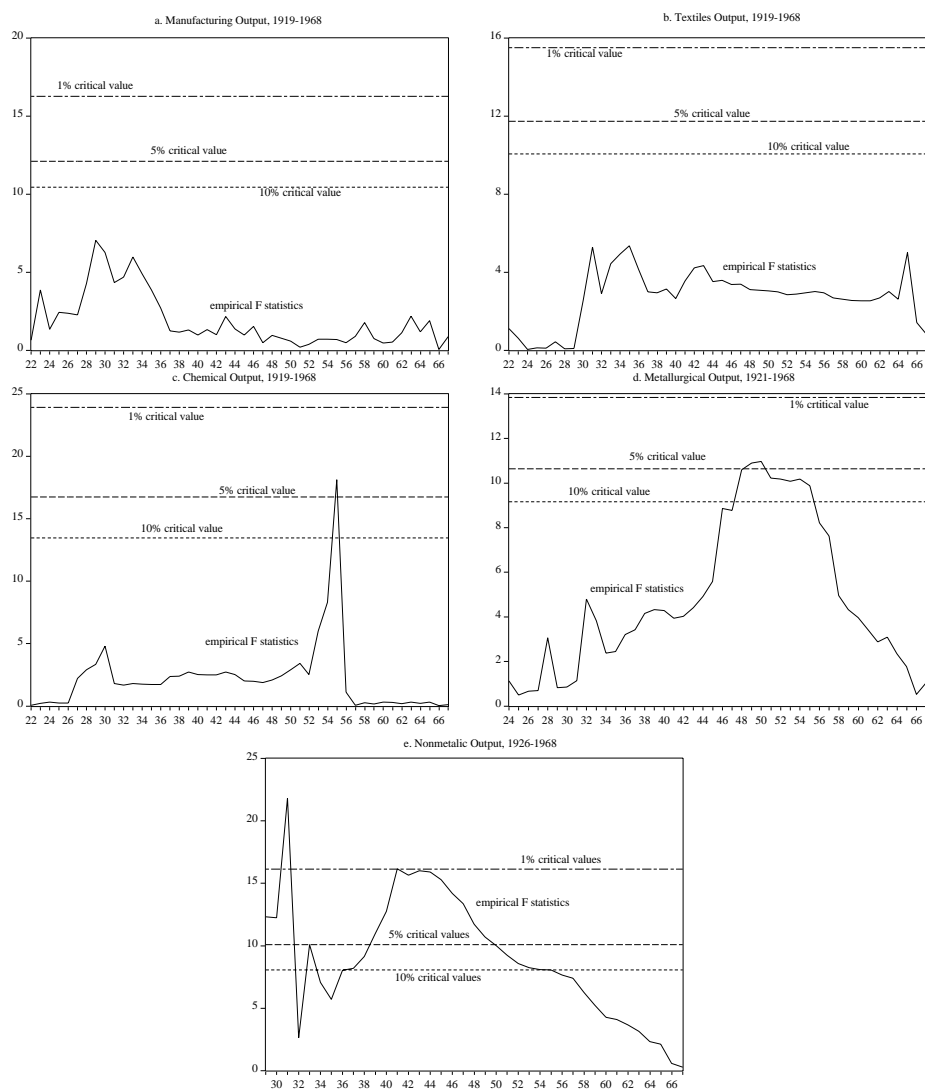 a. Manufacturing Output, 1919-1968
20
15
10
5
0
1% critical value
5% critical value
10% critical value
empirical F statistics
22 24 26 28 30 32 34 36 38 40 42 44 46 48 50 52 54 56 58 60 62 64 66
b. Textiles Output, 1919-1968
16
12
8
4
0
1% critical value
5% critical value
10% critical value
empirical F statistics
22 24 26 28 30 32 34 36 38 40 42 44 46 48 50 52 54 56 58 60 62 64 66
c. Chemical Output, 1919-1968
25
20
15
10
5
0
1% critical value
5% critical value
10% critical value
empirical F statistics
22 24 26 28 30 32 34 36 38 40 42 44 46 48 50 52 54 56 58 60 62 64 66
d. Metallurgical Output, 1921-1968
14
12
10
8
6
4
2
0
1% crtitical value
5% critical value
10% critical value
empirical F statistics
24 26 28 30 32 34 36 38 40 42 44 46 48 50 52 54 56 58 60 62 64 66
e. Nonmetalic Output, 1926-1968
25
20
15
10
5
0
1% critical values
empirical F statistics
5% critical values
10% critical values
30 32 34 36 38 40 42 44 46 48 50 52 54 56 58 60 62 64 66